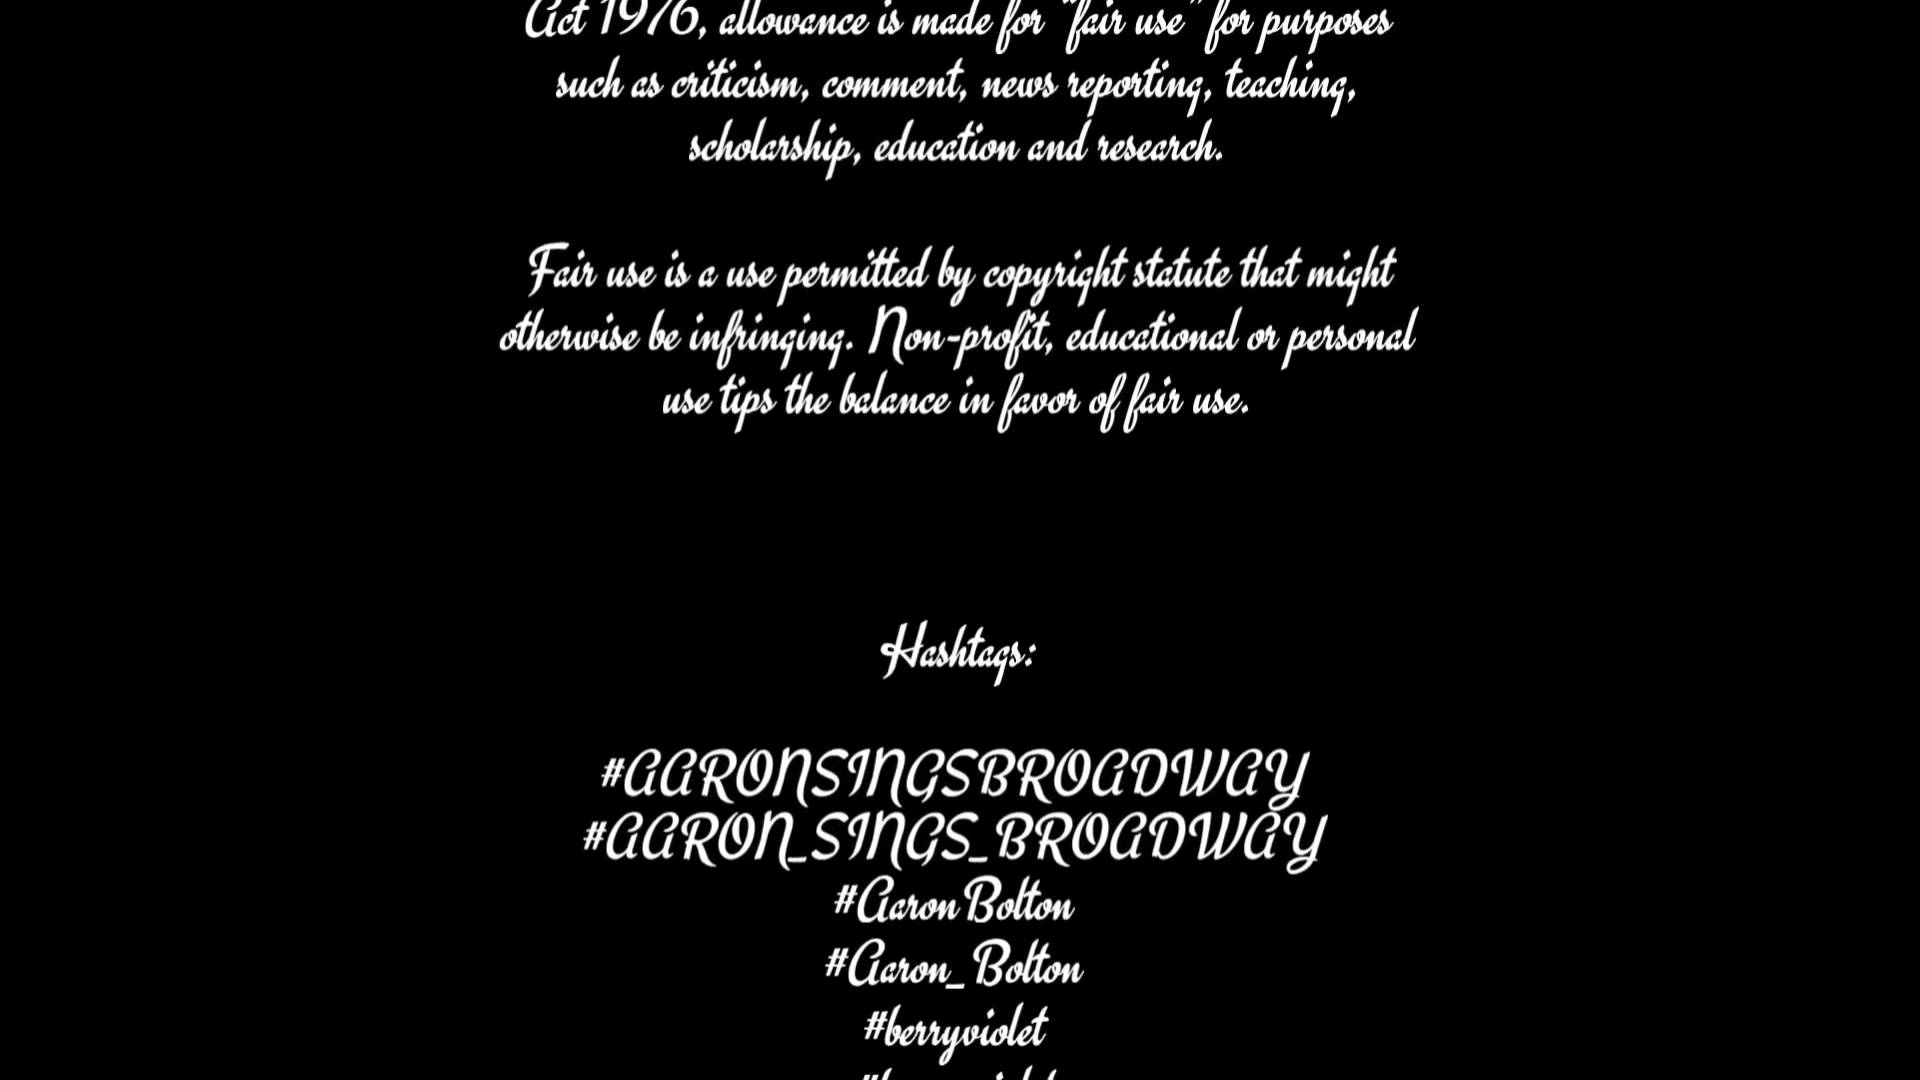 Act 1976, allowance is made for "fair use" for purposes
such as criticism, comment, news reporting, teaching,
scholarship, education and research.
Fair use is a use permitted by copyright statute that might
otherwise be infringing. Non-profit, educational or personal
use tips the balance in favor of fair use.
Hashtags:
#AARONSINGSBROADWAY
#AARON_SINGS_BROADWAY
#AaronBolton
#Aaron_Bolton
#berryviolet